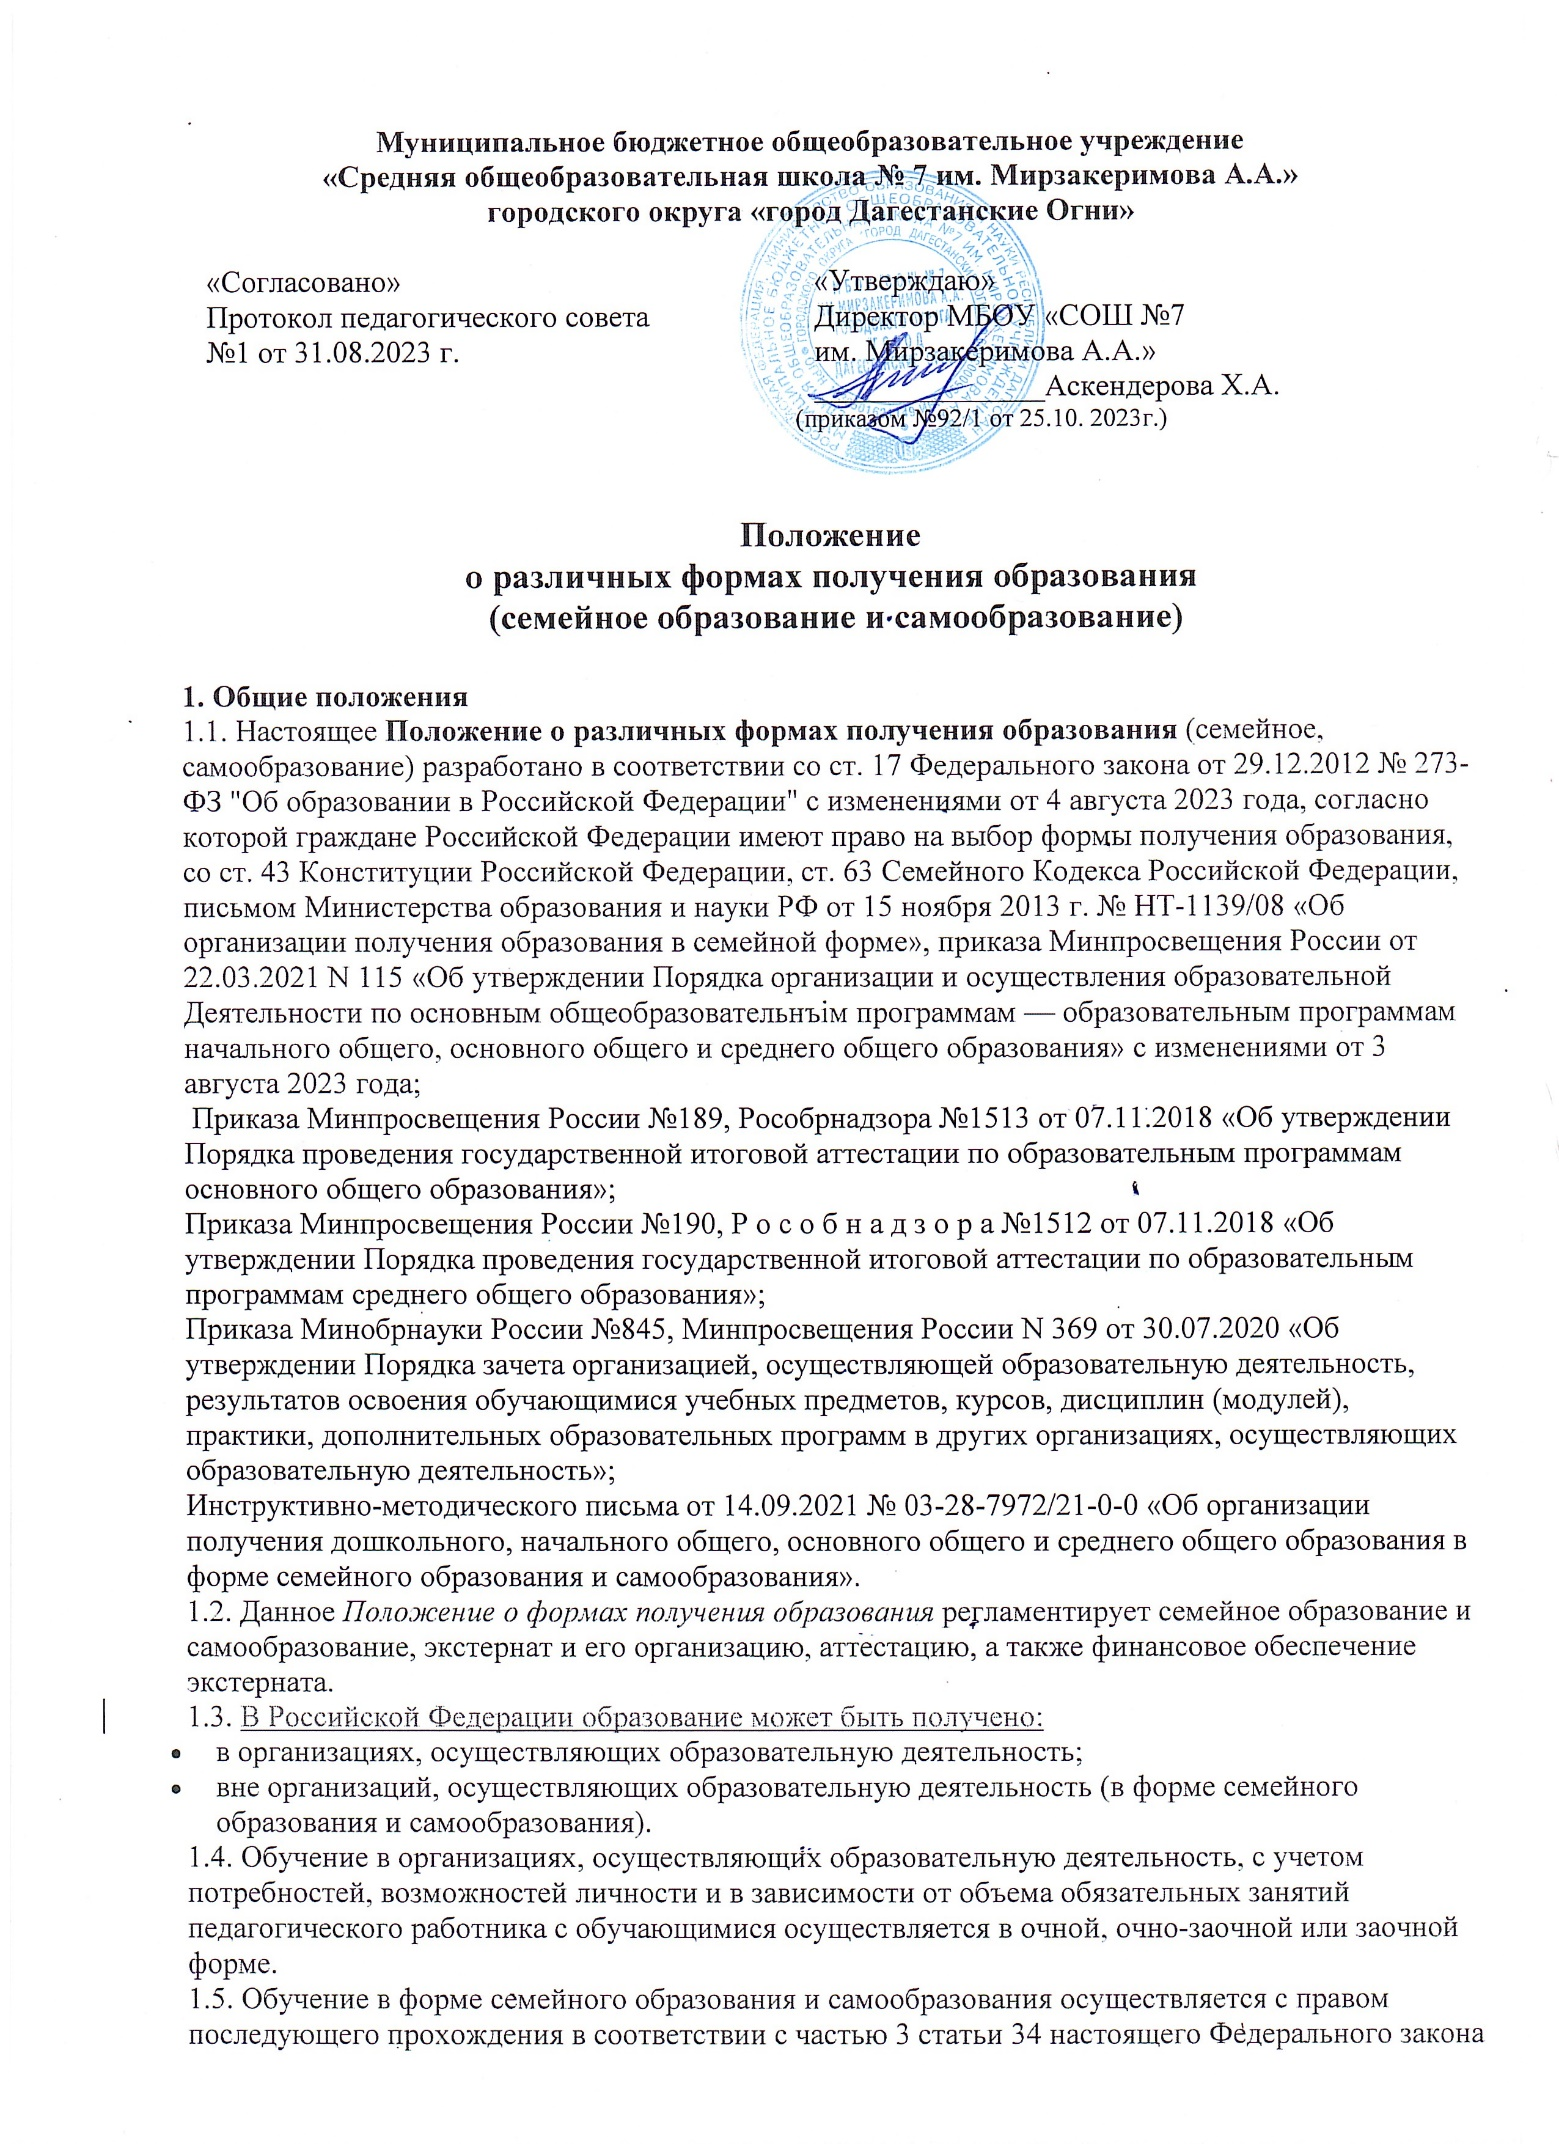 Муниципальное бюджетное общеобразовательное учреждение
«Средняя общеобразовательная школа № 7 им. Мирзакеримова А.А.»
городского округа «город Дагестанские Огни»
«Согласовано»
Протокол педагогического совета
№1 от 31.08.2023 г.
«Утверждаю»
Директор МБОУ «СОШ №7
им. Мирзакеримова А.А.»
Аскендерова Х.А.
(приказом №92/1 от 25.10. 2023г.)
Положение
о различных формах получения образования
(семейное образование и самообразование)
1. Общие положения
1.1. Настоящее Положение о различных формах получения образования (семейное,
самообразование) разработано в соответствии со ст. 17 Федерального закона от 29.12.2012 № 273-
ФЗ "Об образовании в Российской Федерации" с изменениями от 4 августа 2023 года, согласно
которой граждане Российской Федерации имеют право на выбор формы получения образования,
со ст. 43 Конституции Российской Федерации, ст. 63 Семейного Кодекса Российской Федерации,
письмом Министерства образования и науки РФ от 15 ноября 2013 г. № НТ-1139/08 «Об
организации получения образования в семейной форме», приказа Минпросвещения России от
22.03.2021 N 115 «Об утверждении Порядка организации и осуществления образовательной
Деятельности по основным общеобразовательнъiм программам — образовательным программам
начального общего, основного общего и среднего общего образования» с изменениями от 3
августа 2023 года;
Приказа Минпросвещения России №189, Рособрнадзора №1513 от 07.11.2018 «Об утверждении
Порядка проведения государственной итоговой аттестации по образовательным программам
основного общего образования»;
Приказа Минпросвещения России №190, Р о с о б н а д з о р а №1512 от 07.11.2018 «Об
утверждении Порядка проведения государственной итоговой аттестации по образовательным
программам среднего общего образования»;
Приказа Минобрнауки России №845, Минпросвещения России N 369 от 30.07.2020 «Об
утверждении Порядка зачета организацией, осуществляющей образовательную деятельность,
результатов освоения обучающимися учебных предметов, курсов, дисциплин (модулей),
практики, дополнительных образовательных программ в других организациях, осуществляющих
образовательную деятельность»;
Инструктивно-методического письма от 14.09.2021 № 03-28-7972/21-0-0 «Об организации
получения дошкольного, начального общего, основного общего и среднего общего образования в
форме семейного образования и самообразования».
1.2. Данное Положение о формах получения образования регламентирует семейное образование и
самообразование, экстернат и его организацию, аттестацию, а также финансовое обеспечение
экстерната.
1.3. В Российской Федерации образование может быть получено:
• в организациях, осуществляющих образовательную деятельность;
• вне организаций, осуществляющих образовательную деятельность (в форме семейного
образования и самообразования).
1.4. Обучение в организациях, осуществляющих образовательную деятельность, с учетом
потребностей, возможностей личности и в зависимости от объема обязательных занятий
педагогического работника с обучающимися осуществляется в очной, очно-заочной или заочной
форме.
1.5. Обучение в форме семейного образования и самообразования осуществляется с правом
последующего прохождения в соответствии с частью 3 статьи 34 настоящего Федерального закона